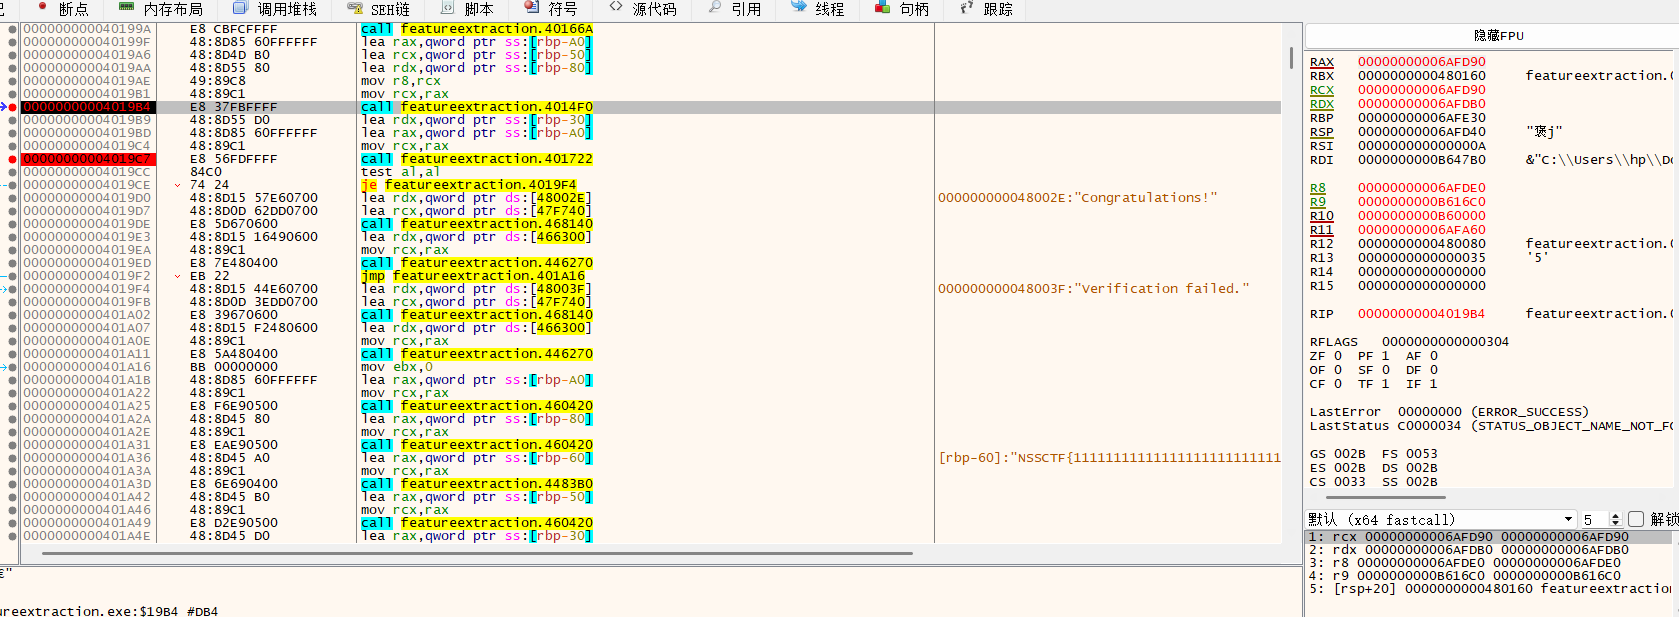 断点 内存布局 调用堆栈 SEH链 脚本 符号 源代码 引用 线程 句柄 跟踪
000000000040199A E8 CBFCFFFF call featureextraction.40166A
000000000040199F 48:8D85 60FFFFFF lea rax,qword ptr ss:[rbp-A0]
00000000004019A6 48:8D4D B0 lea rcx,qword ptr ss:[rbp-50]
00000000004019AA 48:8D55 80 lea rdx,qword ptr ss:[rbp-80]
00000000004019AE 49:89C8 mov r8,rcx
00000000004019B1 48:89C1 mov rcx,rax
00000000004019B4 E8 37FBFFFF call featureextraction.4014F0
00000000004019B9 48:8D55 D0 lea rdx,qword ptr ss:[rbp-30]
00000000004019BD 48:8D85 60FFFFFF lea rax,qword ptr ss:[rbp-A0]
00000000004019C4 48:89C1 mov rcx,rax
00000000004019C7 E8 56FDFFFF call featureextraction.401722
00000000004019CC 84C0 test al,al
00000000004019CE 74 24 je featureextraction.4019F4
00000000004019D0 48:8D15 57E60700 lea rdx,qword ptr ds:[48002E] 000000000048002E:"Congratulations!"
00000000004019D7 48:8D0D 62DD0700 lea rcx,qword ptr ds:[47F740]
00000000004019DE E8 5D670600 call featureextraction.468140
00000000004019E3 48:8D15 16490600 lea rdx,qword ptr ds:[466300]
00000000004019EA 48:89C1 mov rcx,rax
00000000004019ED E8 7E480400 call featureextraction.446270
00000000004019F2 EB 22 jmp featureextraction.401A16
00000000004019F4 48:8D15 44E60700 lea rdx,qword ptr ds:[48003F] 000000000048003F:"Verification failed."
00000000004019FB 48:8D0D 3EDD0700 lea rcx,qword ptr ds:[47F740]
0000000000401A02 E8 39670600 call featureextraction.468140
0000000000401A07 48:8D15 F2480600 lea rdx,qword ptr ds:[466300]
0000000000401A0E 48:89C1 mov rcx,rax
0000000000401A11 E8 5A480400 call featureextraction.446270
0000000000401A16 BB 00000000 mov ebx,0
0000000000401A1B 48:8D85 60FFFFFF lea rax,qword ptr ss:[rbp-A0]
0000000000401A22 48:89C1 mov rcx,rax
0000000000401A25 E8 F6E90500 call featureextraction.460420
0000000000401A2A 48:8D45 80 lea rax,qword ptr ss:[rbp-80]
0000000000401A2E 48:89C1 mov rcx,rax
0000000000401A31 E8 EAE90500 call featureextraction.460420
0000000000401A36 48:8D45 A0 lea rax,qword ptr ss:[rbp-60] [rbp-60]:"NSSCTF{11111111111111111111111111
0000000000401A3A 48:89C1 mov rcx,rax
0000000000401A3D E8 6E690400 call featureextraction.4483B0
0000000000401A42 48:8D45 B0 lea rax,qword ptr ss:[rbp-50]
0000000000401A46 48:89C1 mov rcx,rax
0000000000401A49 E8 D2E90500 call featureextraction.460420
0000000000401A4E 48:8D45 D0 lea rax,qword ptr ss:[rbp-30]
ureextraction.exe:$19B4 #DB4
隐藏FPU
RAX 00000000006AFD90
RBX 0000000000480160 featureextraction.
RCX 00000000006AFD90
RDX 00000000006AFDB0
RBP 00000000006AFE30
RSP 00000000006AFD40 "褒j"
RSI 000000000000000A
RDI 0000000000B647B0 &"C:\\Users\\hp\\Do
R8 00000000006AFDE0
R9 0000000000B616C0
R10 0000000000B60000
R11 00000000006AFA60
R12 0000000000480080 featureextraction.
R13 0000000000000035 '5'
R14 0000000000000000
R15 0000000000000000
RIP 00000000004019B4 featureextraction.
RFLAGS 0000000000000304
ZF 0 PF 1 AF 0
OF 0 SF 0 DF 0
CF 0 TF 1 IF 1
LastError 00000000 (ERROR_SUCCESS)
LastStatus C0000034 (STATUS_OBJECT_NAME_NOT_FO
GS 002B FS 0053
ES 002B DS 002B
CS 0033 SS 002B
默认 (x64 fastcall) 5 解锁
1: rcx 00000000006AFD90 00000000006AFD90
2: rdx 00000000006AFDB0 00000000006AFDB0
3: r8 00000000006AFDE0 00000000006AFDE0
4: r9 0000000000B616C0 0000000000B616C0
5: [rsp+20] 0000000000480160 featureextraction